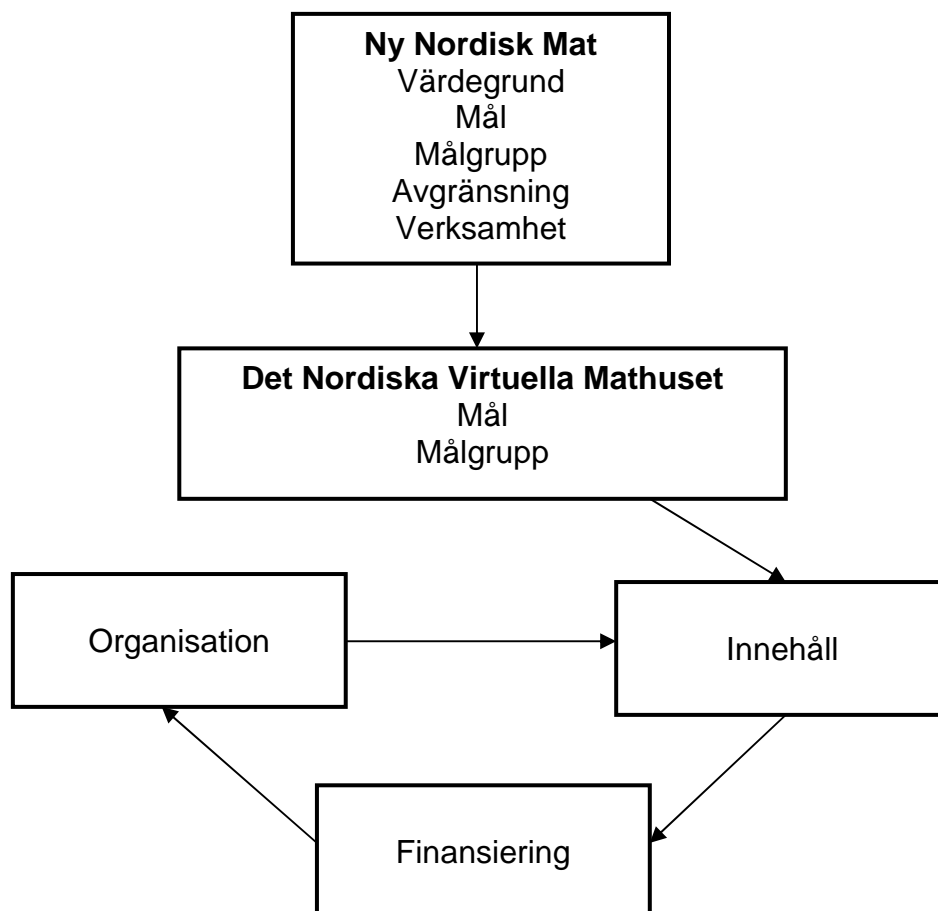 Ny Nordisk Mat
Värdegrund
Mål
Målgrupp
Avgränsning
Verksamhet
Det Nordiska Virtuella Mathuset
Mål
Målgrupp
Organisation
Innehåll
Finansiering